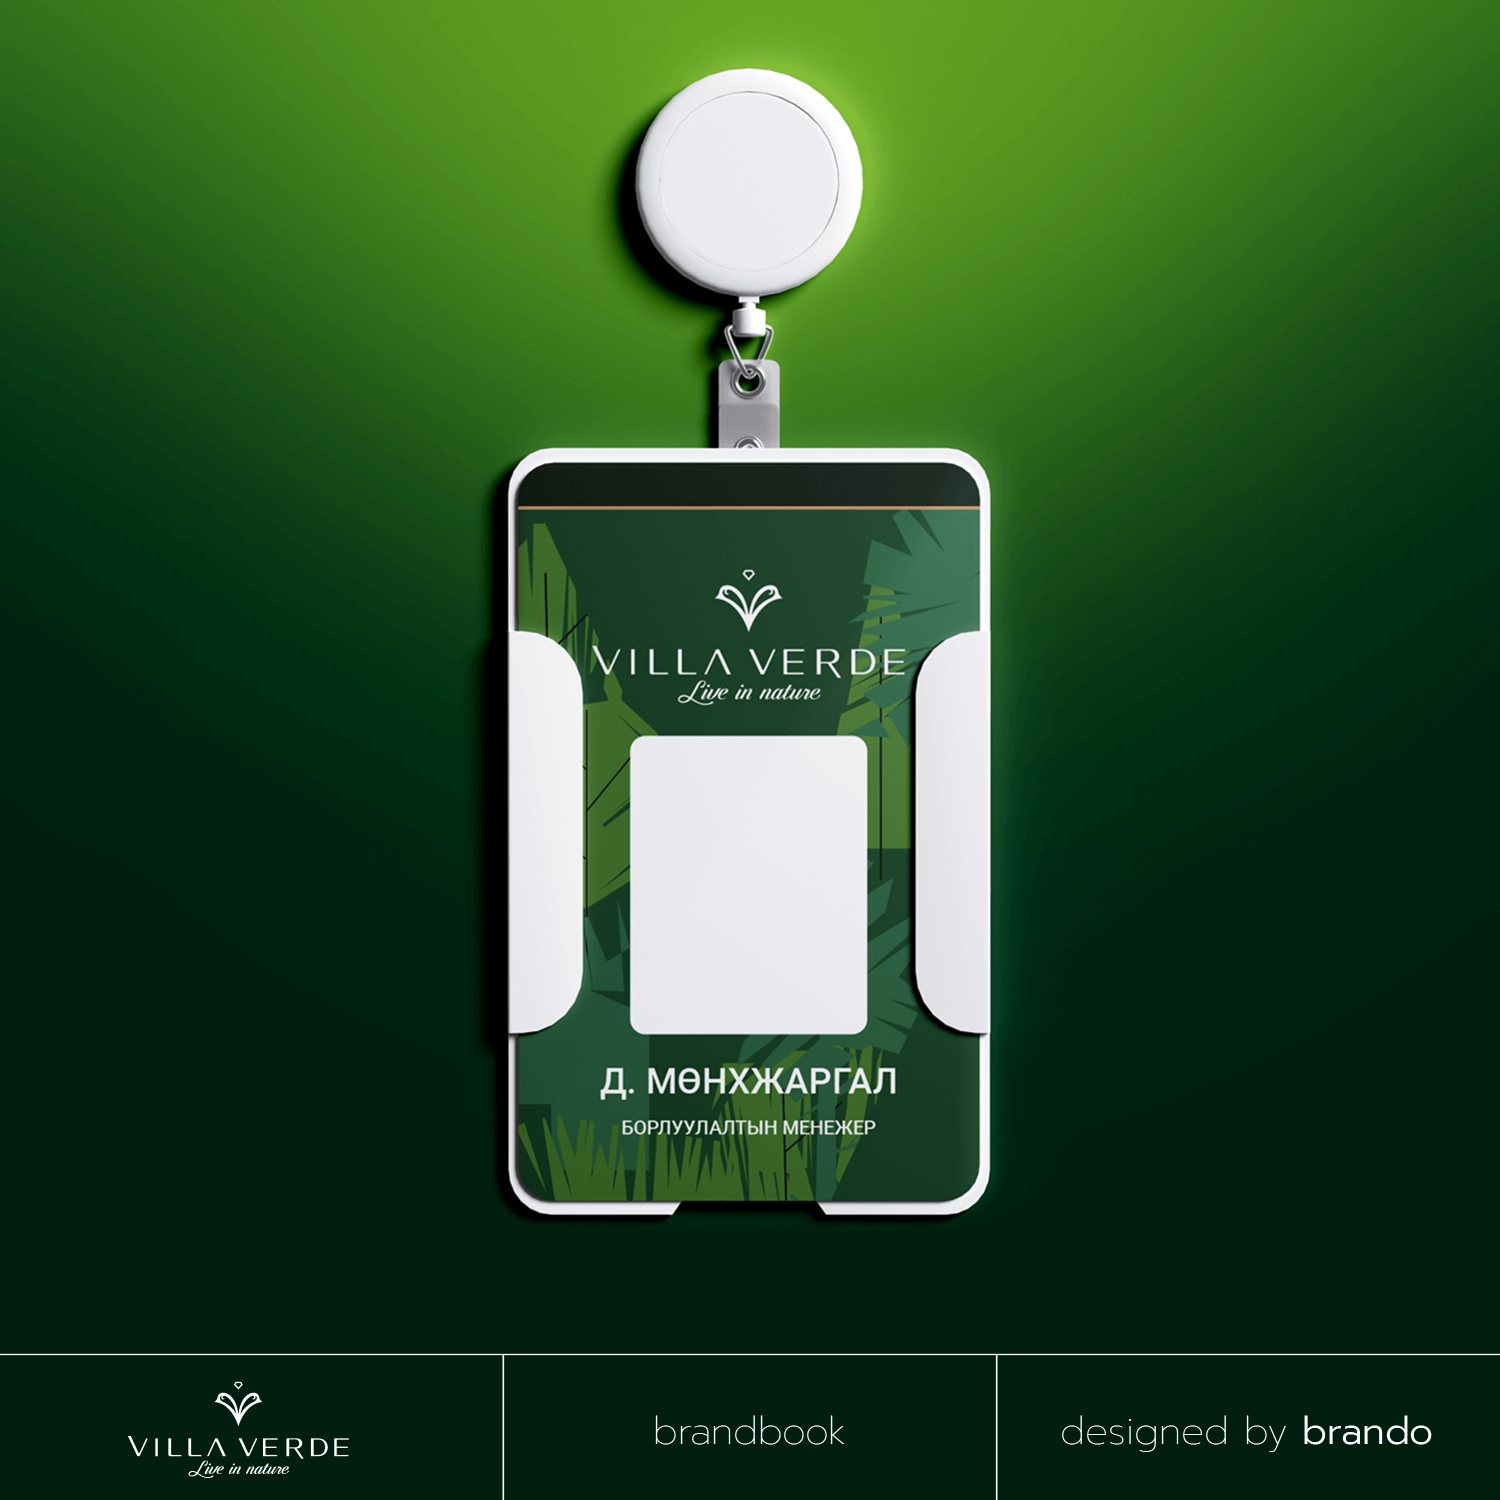 VILLA VERDE
Live in nature
Д. МӨНХЖАРГАЛ
БОРЛУУЛАЛТЫН МЕНЕЖЕР
VILLA VERDE
Live in nature
brandbook
designed by brando